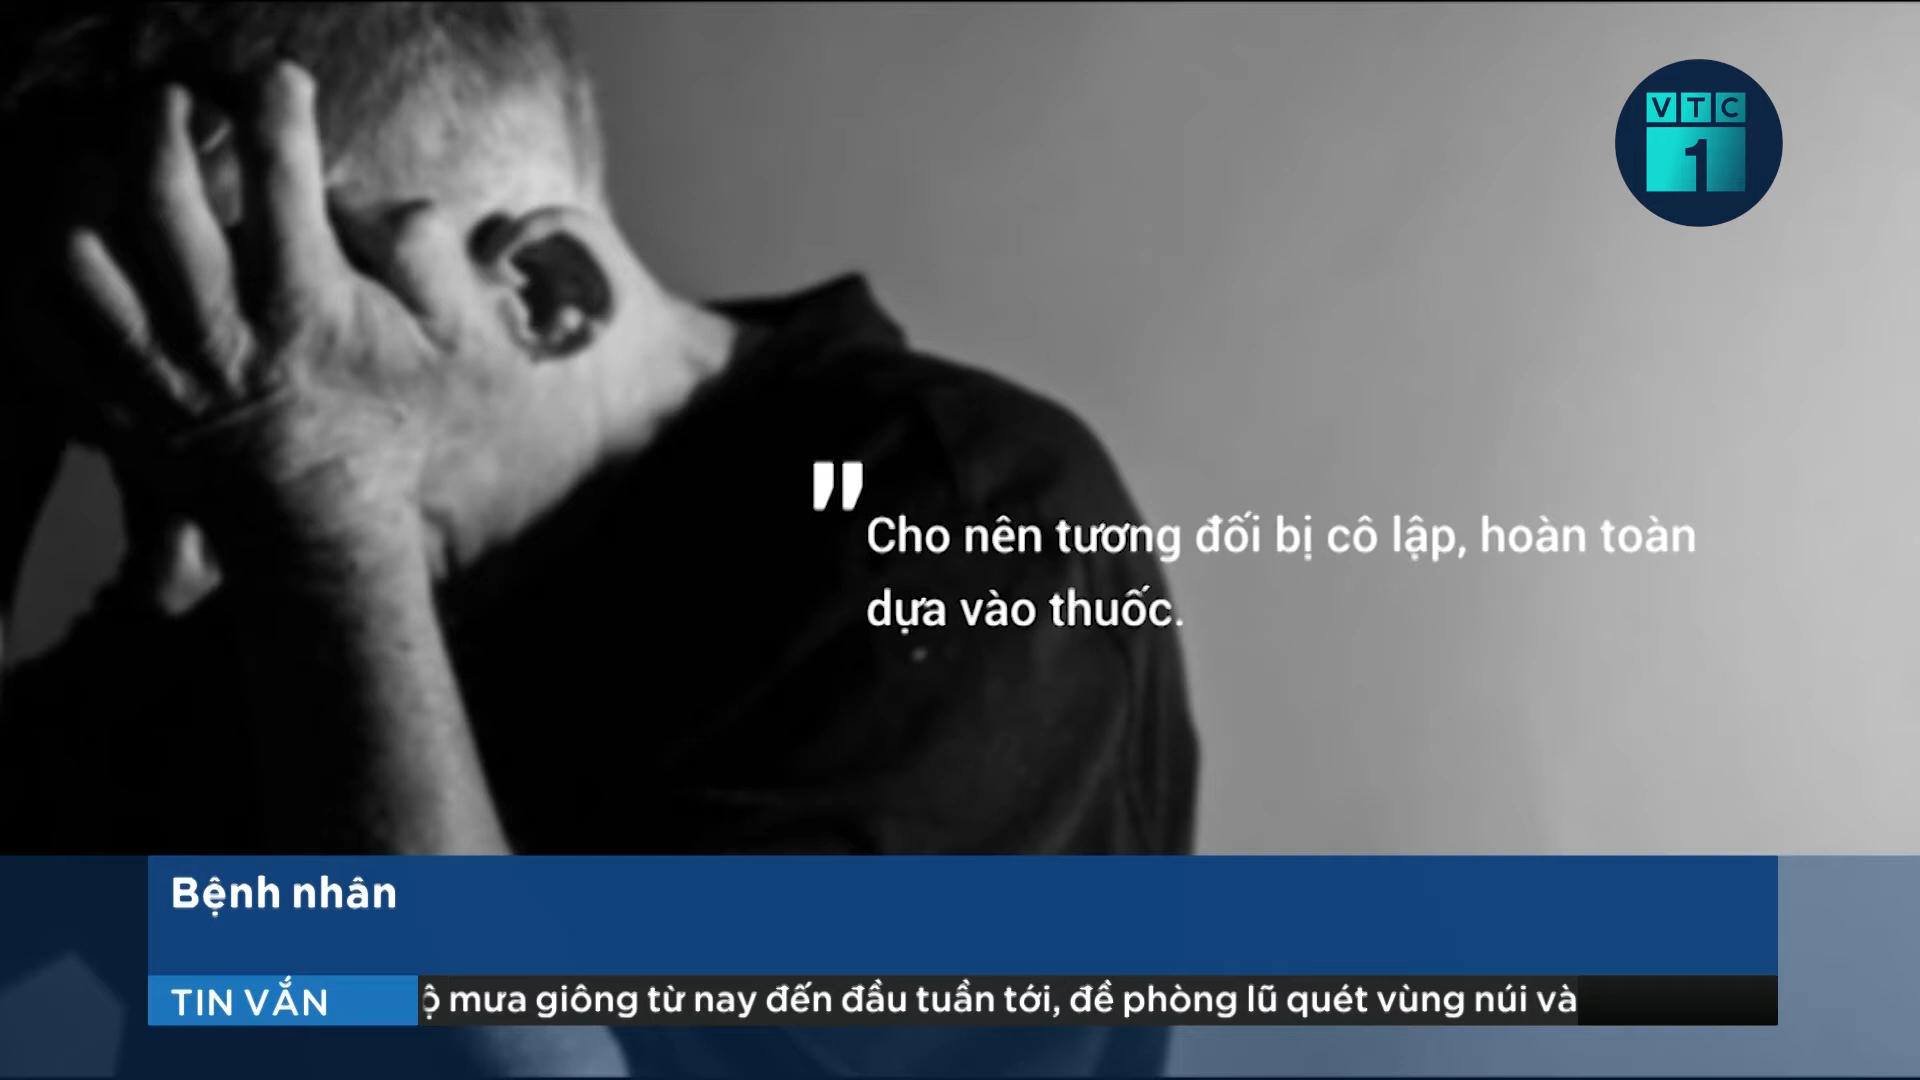 VTC
1
"
Cho nên tương đối bị cô lập, hoàn toàn
dựa vào thuốc.
Bệnh nhân
TIN VẮN
mưa giông từ nay đến đầu tuần tới, đề phòng lũ quét vùng núi và